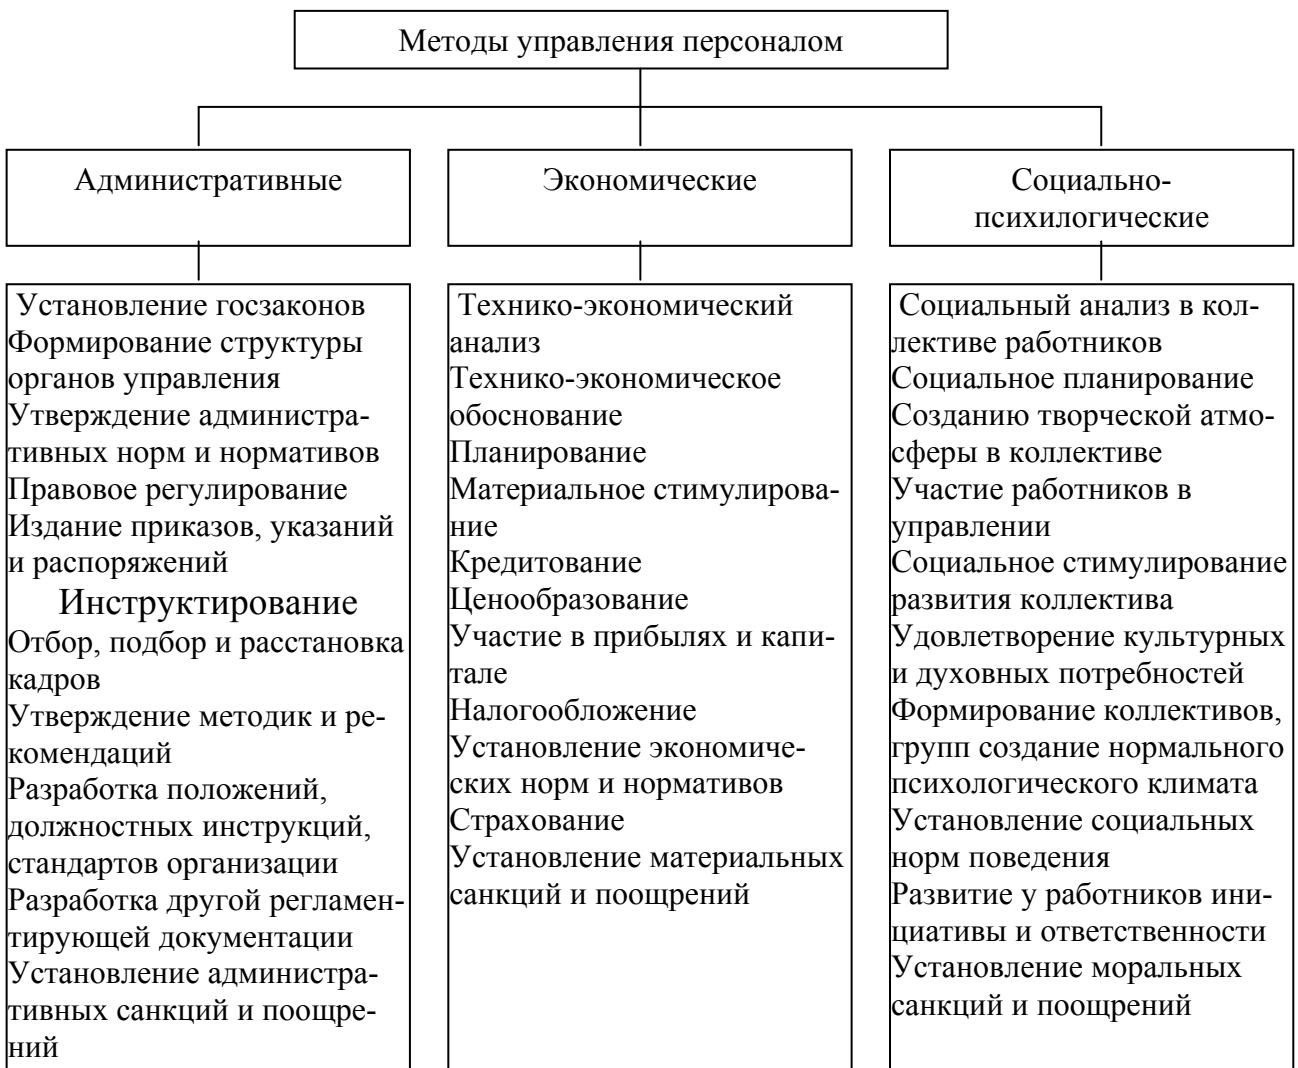 Методы управления персоналом
Административные
Экономические
Социально-
психилогические
Установление госзаконов
Формирование структуры
органов управления
Утверждение администра-
тивных норм и нормативов
Правовое регулирование
Издание приказов, указаний
и распоряжений
Инструктирование
Отбор, подбор и расстановка
кадров
Утверждение методик и ре-
комендаций
Разработка положений,
должностных инструкций,
стандартов организации
Разработка другой регламен-
тирующей документации
Установление администра-
тивных санкций и поощре-
ний
Технико-экономический
анализ
Технико-экономическое
обоснование
Планирование
Материальное стимулирова-
ние
Кредитование
Ценообразование
Участие в прибылях и капи-
тале
Налогообложение
Установление экономиче-
ских норм и нормативов
Страхование
Установление материальных
санкций и поощрений
Социальный анализ в кол-
лективе работников
Социальное планирование
Созданию творческой атмо-
сферы в коллективе
Участие работников в
управлении
Социальное стимулирование
развития коллектива
Удовлетворение культурных
и духовных потребностей
Формирование коллективов,
групп создание нормального
психологического климата
Установление социальных
норм поведения
Развитие у работников ини-
циативы и ответственности
Установление моральных
санкций и поощрений